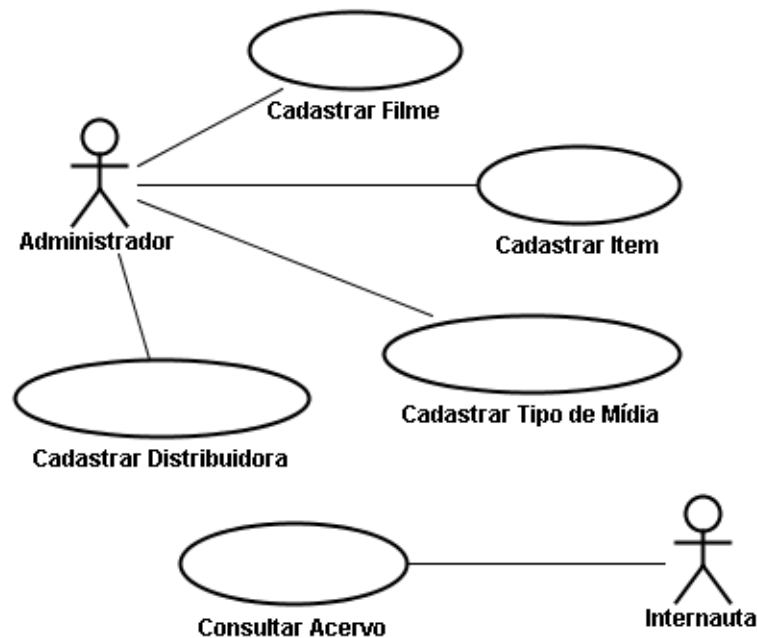 Cadastrar Filme
Administrador
Cadastrar Item
Cadastrar Tipo de Mídia
Cadastrar Distribuidora
Consultar Acervo
Internauta